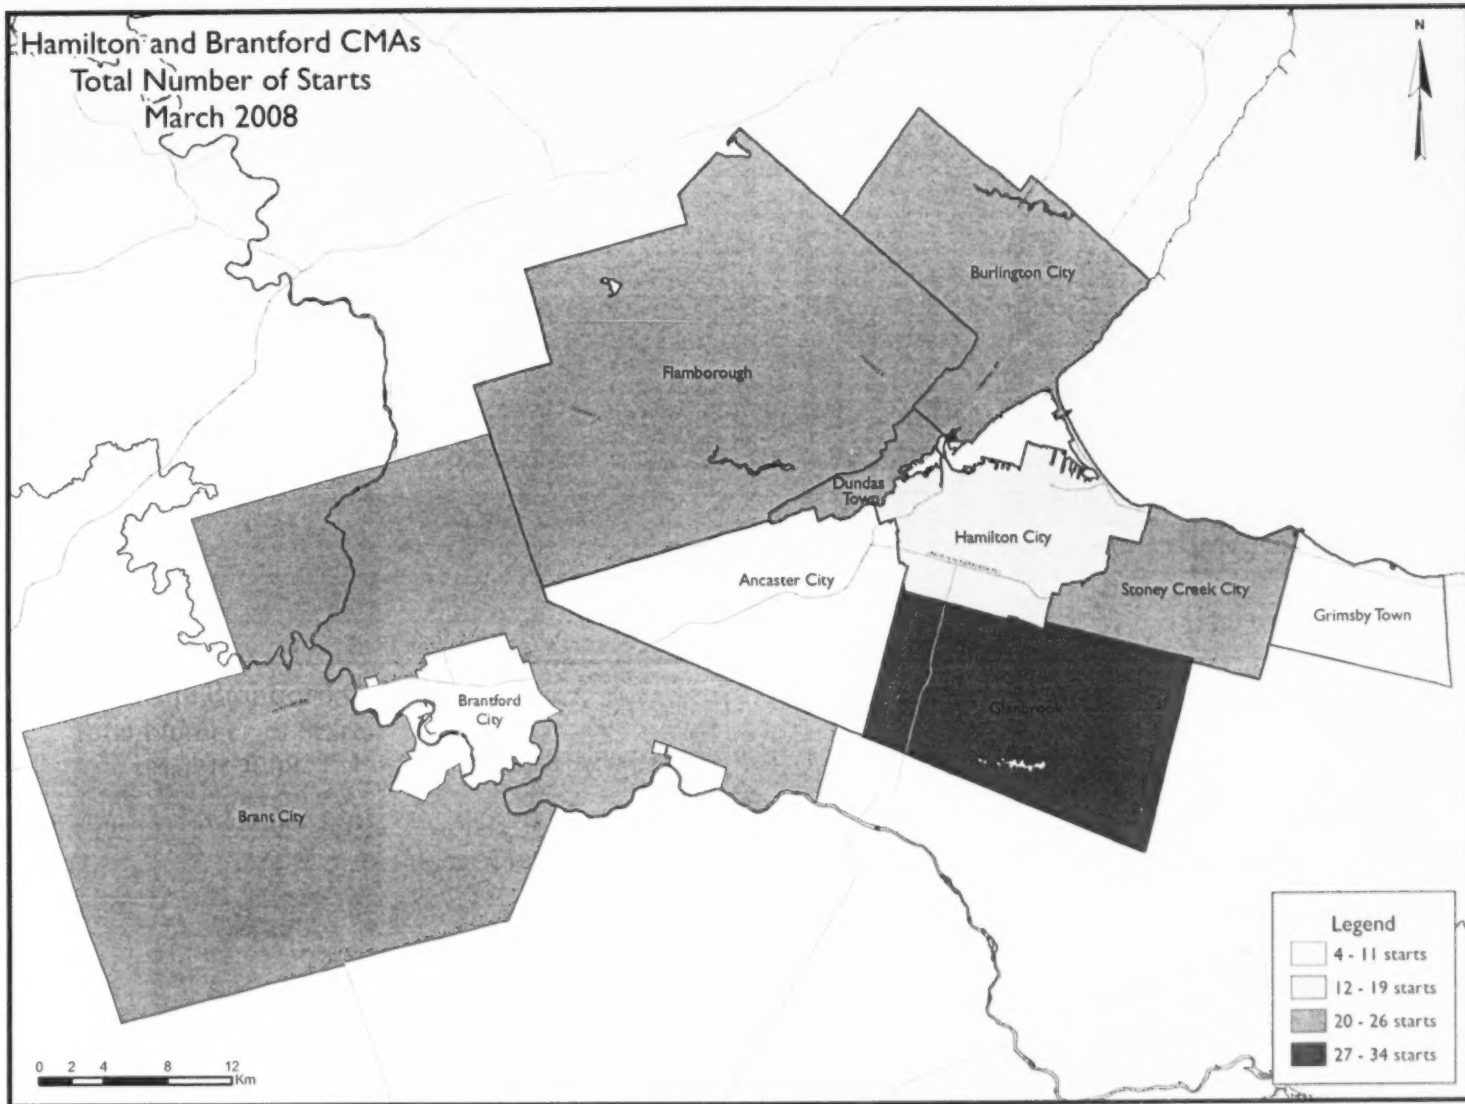 Hamilton and Brantford CMAs
Total Number of Starts
March 2008
N
Burlington City
Flamborough
Dundas
Town
Hamilton City
Ancaster City
Stoney Creek City
Grimsby Town
Brantford
City
Glanbrook
Brant City
Legend
4 - 11 starts
12 - 19 starts
20 - 26 starts
27 - 34 starts
0 2 4 8 12
Km